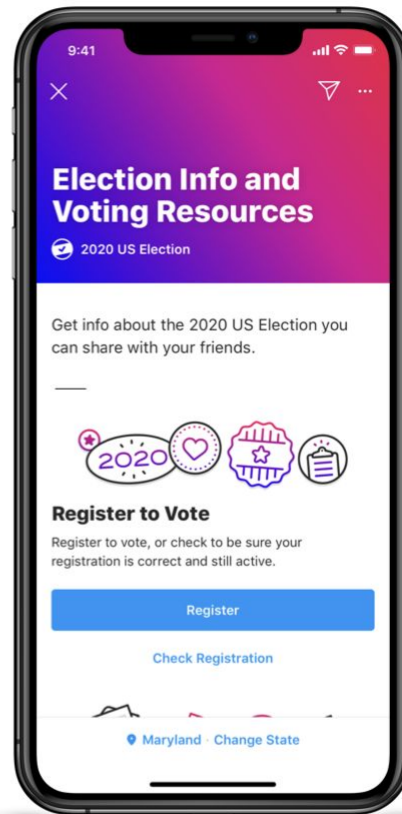 9:41
Election Info and
Voting Resources
2020 US Election
Get info about the 2020 US Election you
can share with your friends.
2020
Register to Vote
Register to vote, or check to be sure your
registration is correct and still active.
Register
Check Registration
Maryland · Change State